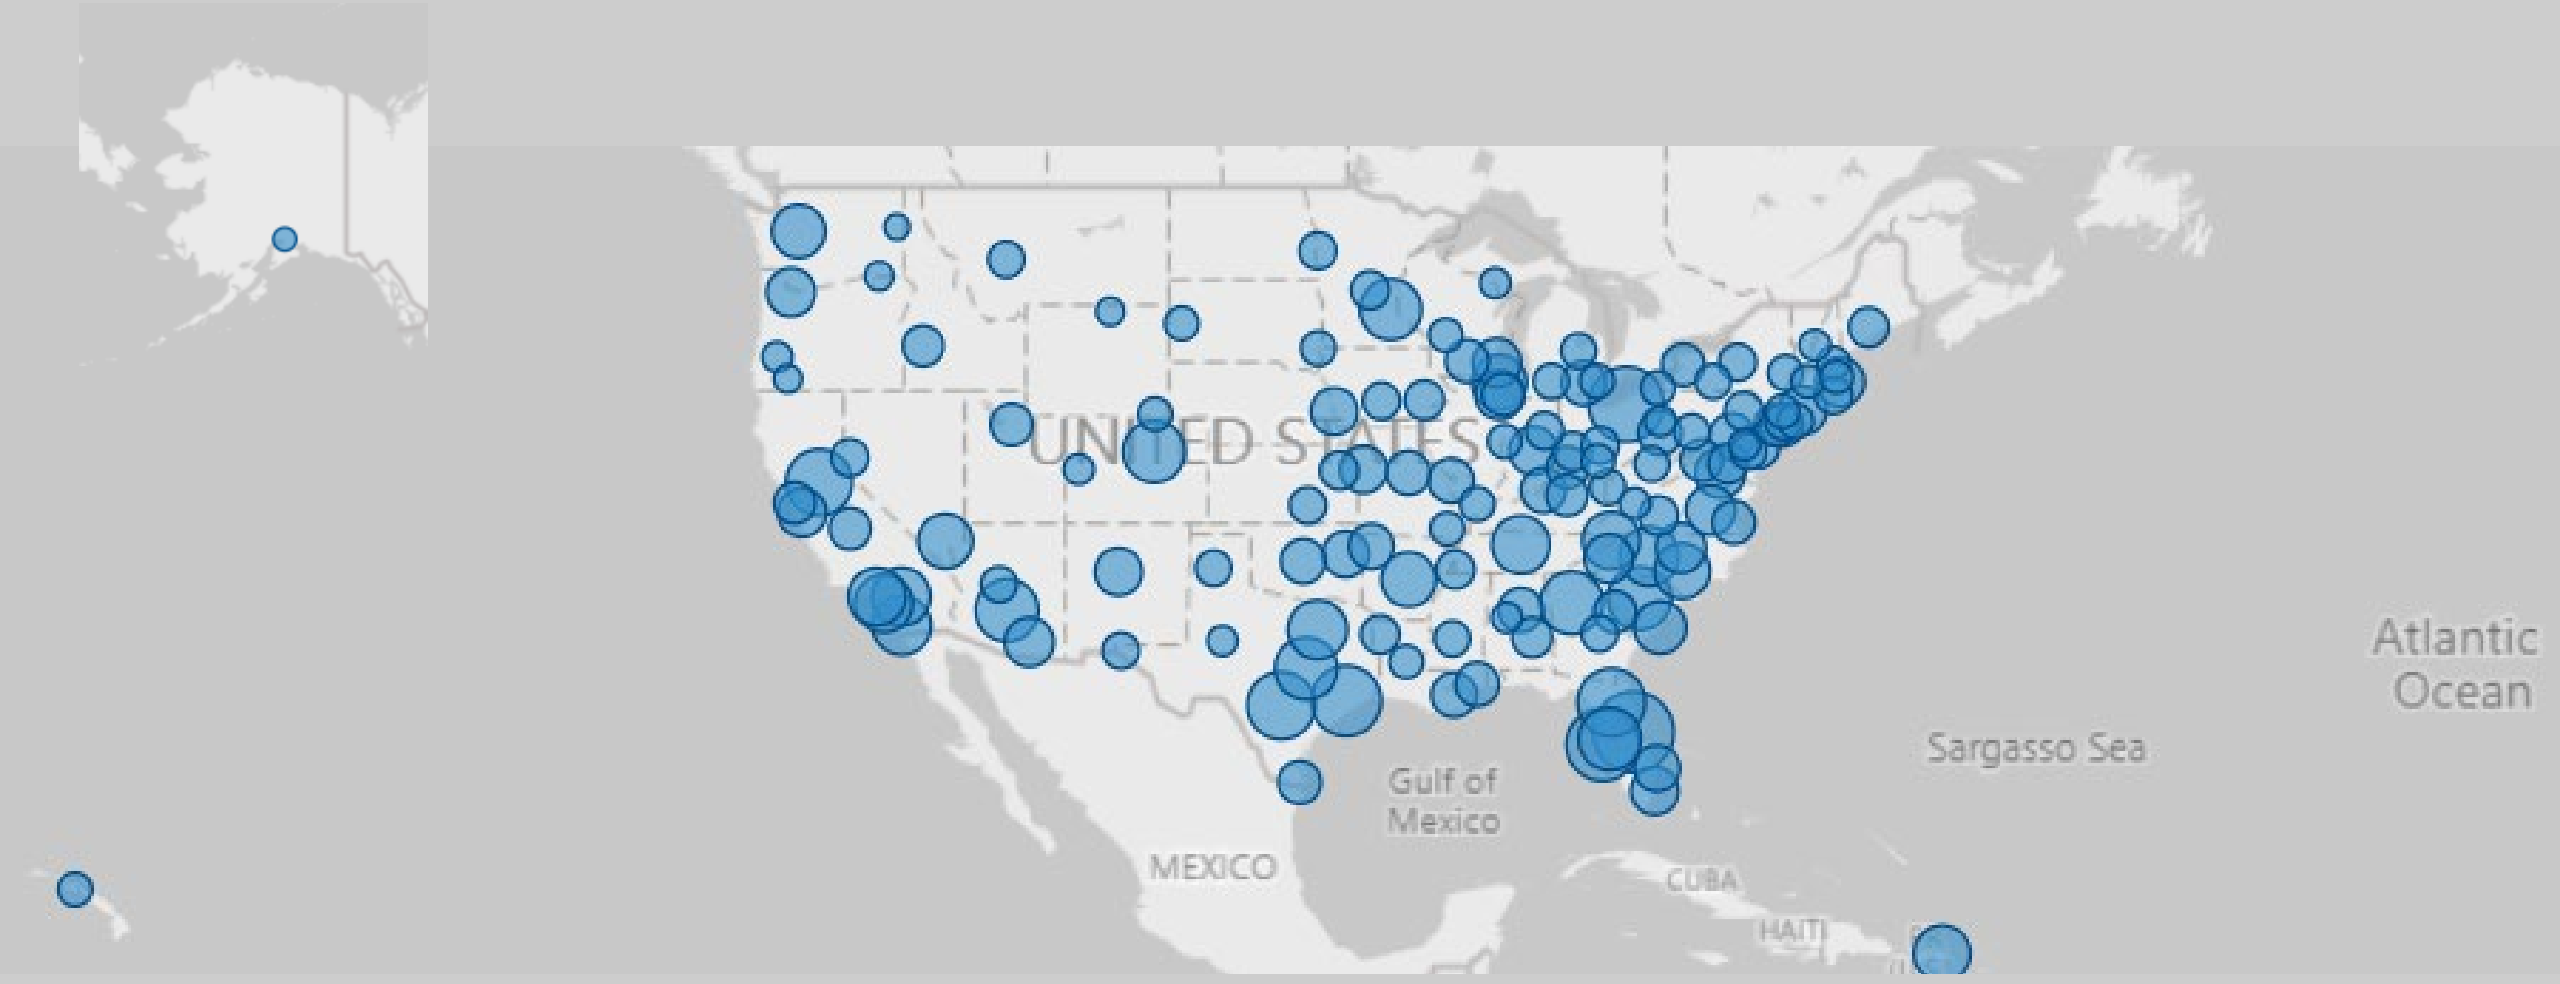 UNITED STATES
Atlantic
Ocean
Sargasso Sea
Gulf of
Mexico
MEXICO
CUBA
HAITI